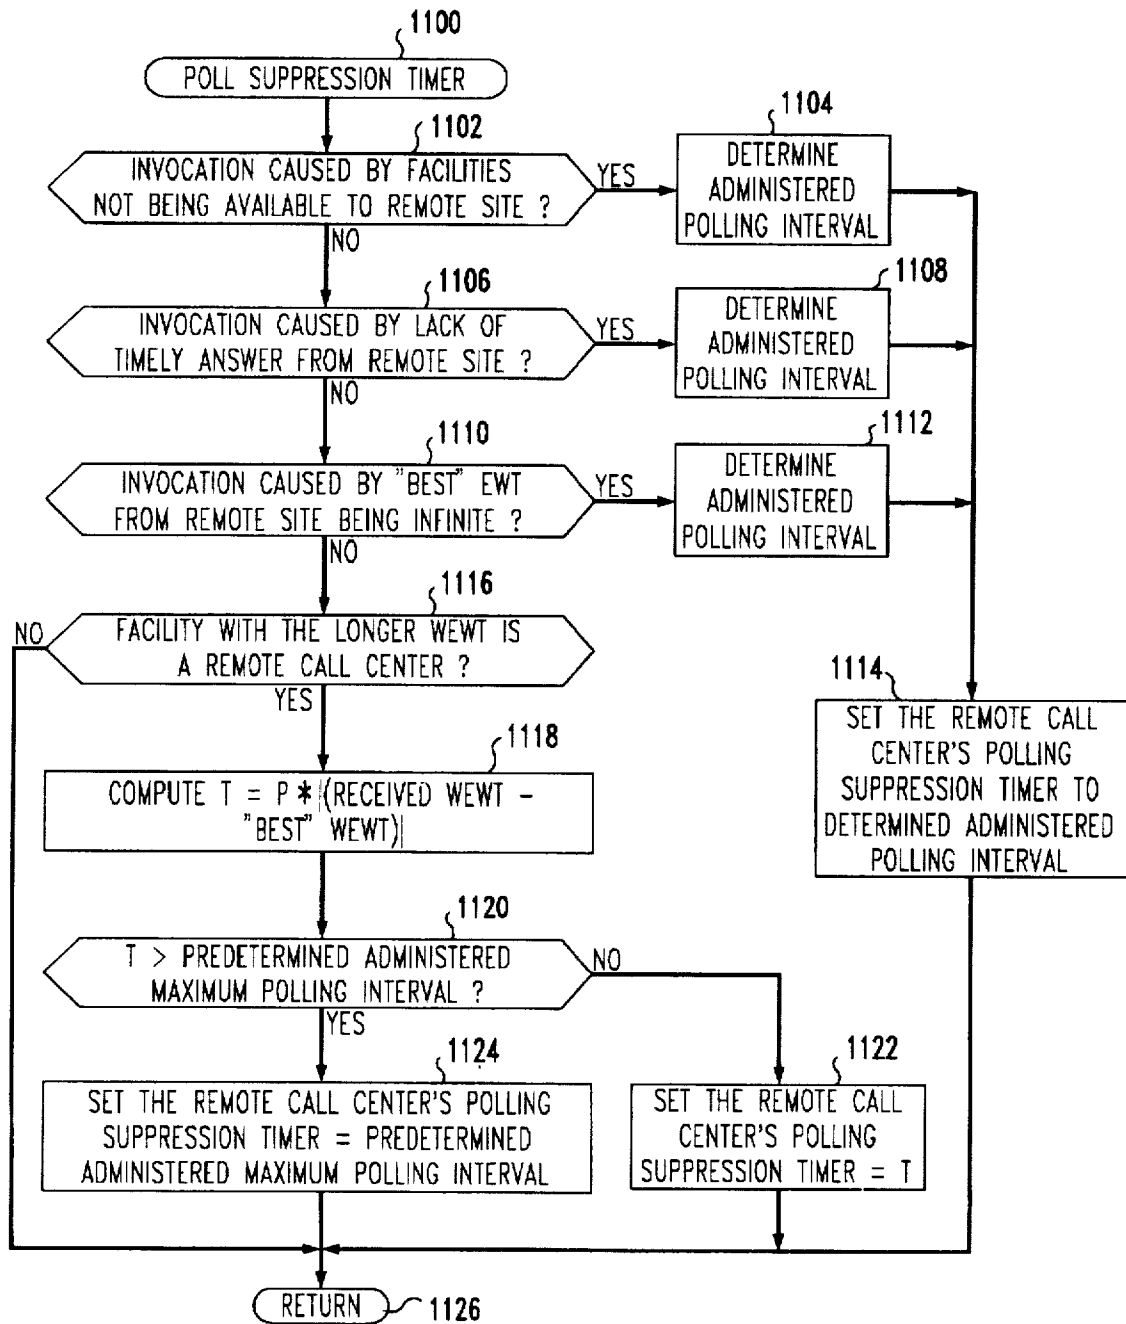 1100
POLL SUPPRESSION TIMER
1102
INVOCATION CAUSED BY FACILITIES
NOT BEING AVAILABLE TO REMOTE SITE ?
YES
NO
1104
DETERMINE
ADMINISTERED
POLLING INTERVAL
1106
INVOCATION CAUSED BY LACK OF
TIMELY ANSWER FROM REMOTE SITE ?
YES
NO
1108
DETERMINE
ADMINISTERED
POLLING INTERVAL
1110
INVOCATION CAUSED BY "BEST" EWT
FROM REMOTE SITE BEING INFINITE ?
YES
NO
1112
DETERMINE
ADMINISTERED
POLLING INTERVAL
1116
FACILITY WITH THE LONGER WEWT IS
A REMOTE CALL CENTER ?
NO
YES
1114
SET THE REMOTE CALL
CENTER'S POLLING
SUPPRESSION TIMER TO
DETERMINED ADMINISTERED
POLLING INTERVAL
1118
COMPUTE T = P * |(RECEIVED WEWT -
"BEST" WEWT)|
1120
T > PREDETERMINED ADMINISTERED
MAXIMUM POLLING INTERVAL ?
NO
YES
1124
SET THE REMOTE CALL CENTER'S POLLING
SUPPRESSION TIMER = PREDETERMINED
ADMINISTERED MAXIMUM POLLING INTERVAL
1122
SET THE REMOTE CALL
CENTER'S POLLING
SUPPRESSION TIMER = T
RETURN
1126